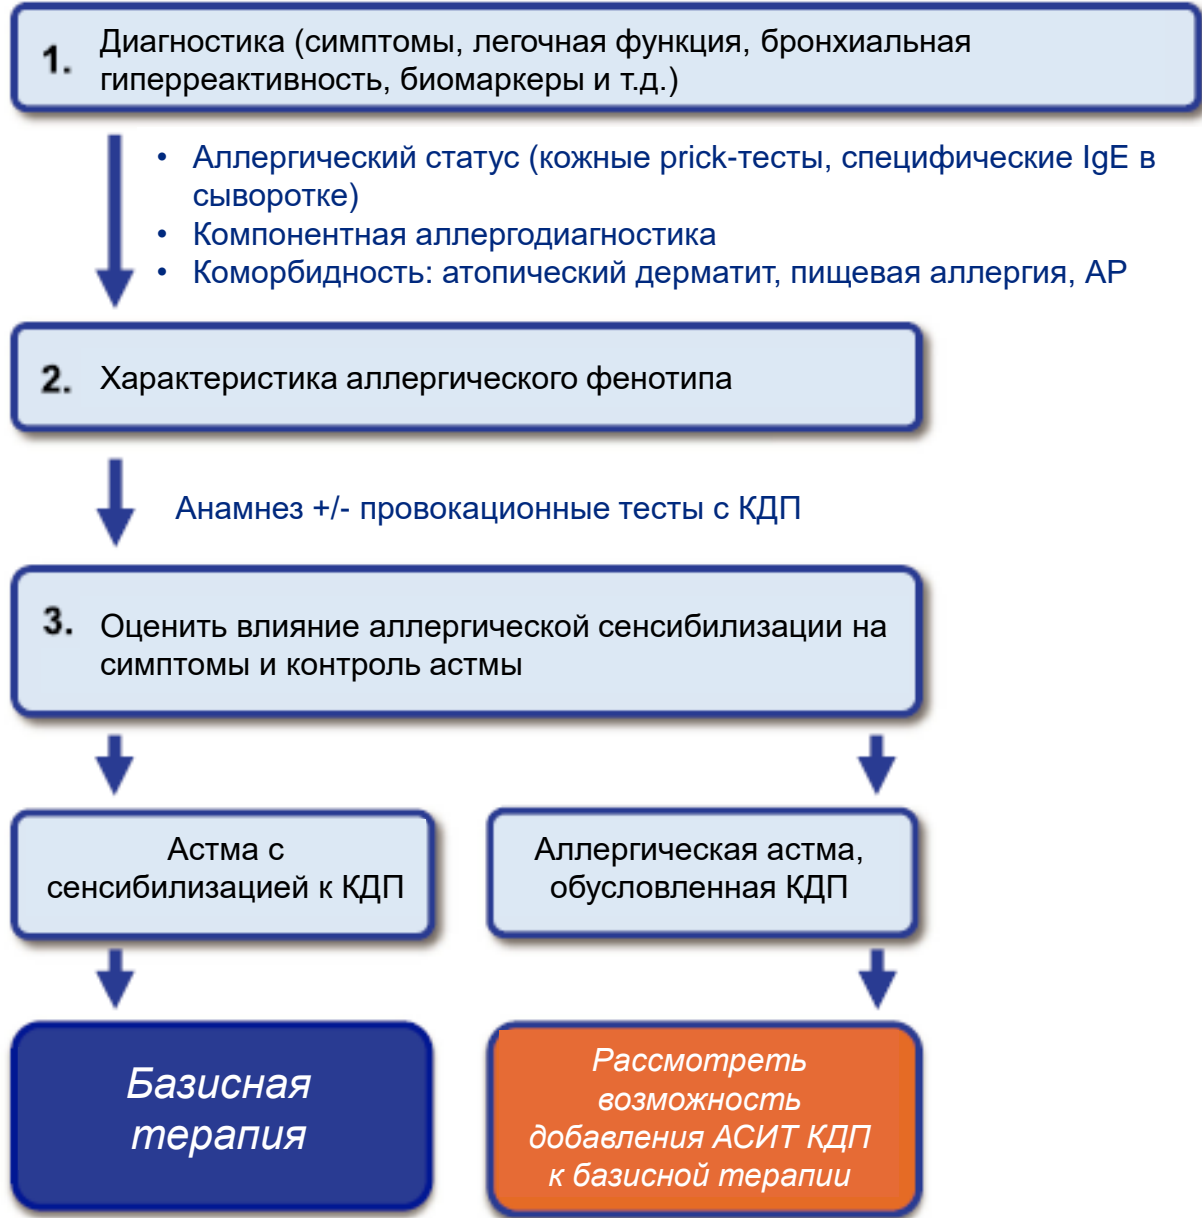 1. Диагностика (симптомы, легочная функция, бронхиальная
гиперреактивность, биомаркеры и т.д.)
• Аллергический статус (кожные prick-тесты, специфические IgE в
сыворотке)
• Компонентная аллергодиагностика
• Коморбидность: атопический дерматит, пищевая аллергия, АР
2. Характеристика аллергического фенотипа
Анамнез +/- провокационные тесты с КДП
3. Оценить влияние аллергической сенсибилизации на
симптомы и контроль астмы
Астма с
сенсибилизацией к КДП
Аллергическая астма,
обусловленная КДП
Базисная
терапия
Рассмотреть
возможность
добавления АСИТ КДП
к базисной терапии